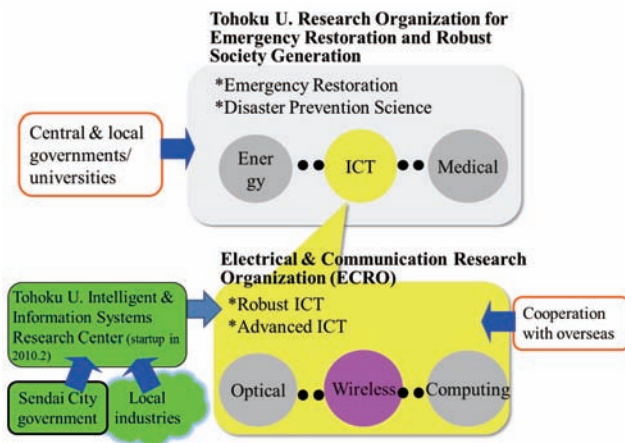 Tohoku U. Research Organization for
Emergency Restoration and Robust
Society Generation
*Emergency Restoration
*Disaster Prevention Science
Central & local
governments/
universities
Ener
gy
ICT
Medical
Electrical & Communication Research
Organization (ECRO)
*Robust ICT
*Advanced ICT
Tohoku U. Intelligent &
Information Systems
Research Center (startup in
2010.2)
Cooperation
with overseas
Sendai City
government
Local
industries
Optical
Wireless
Computing